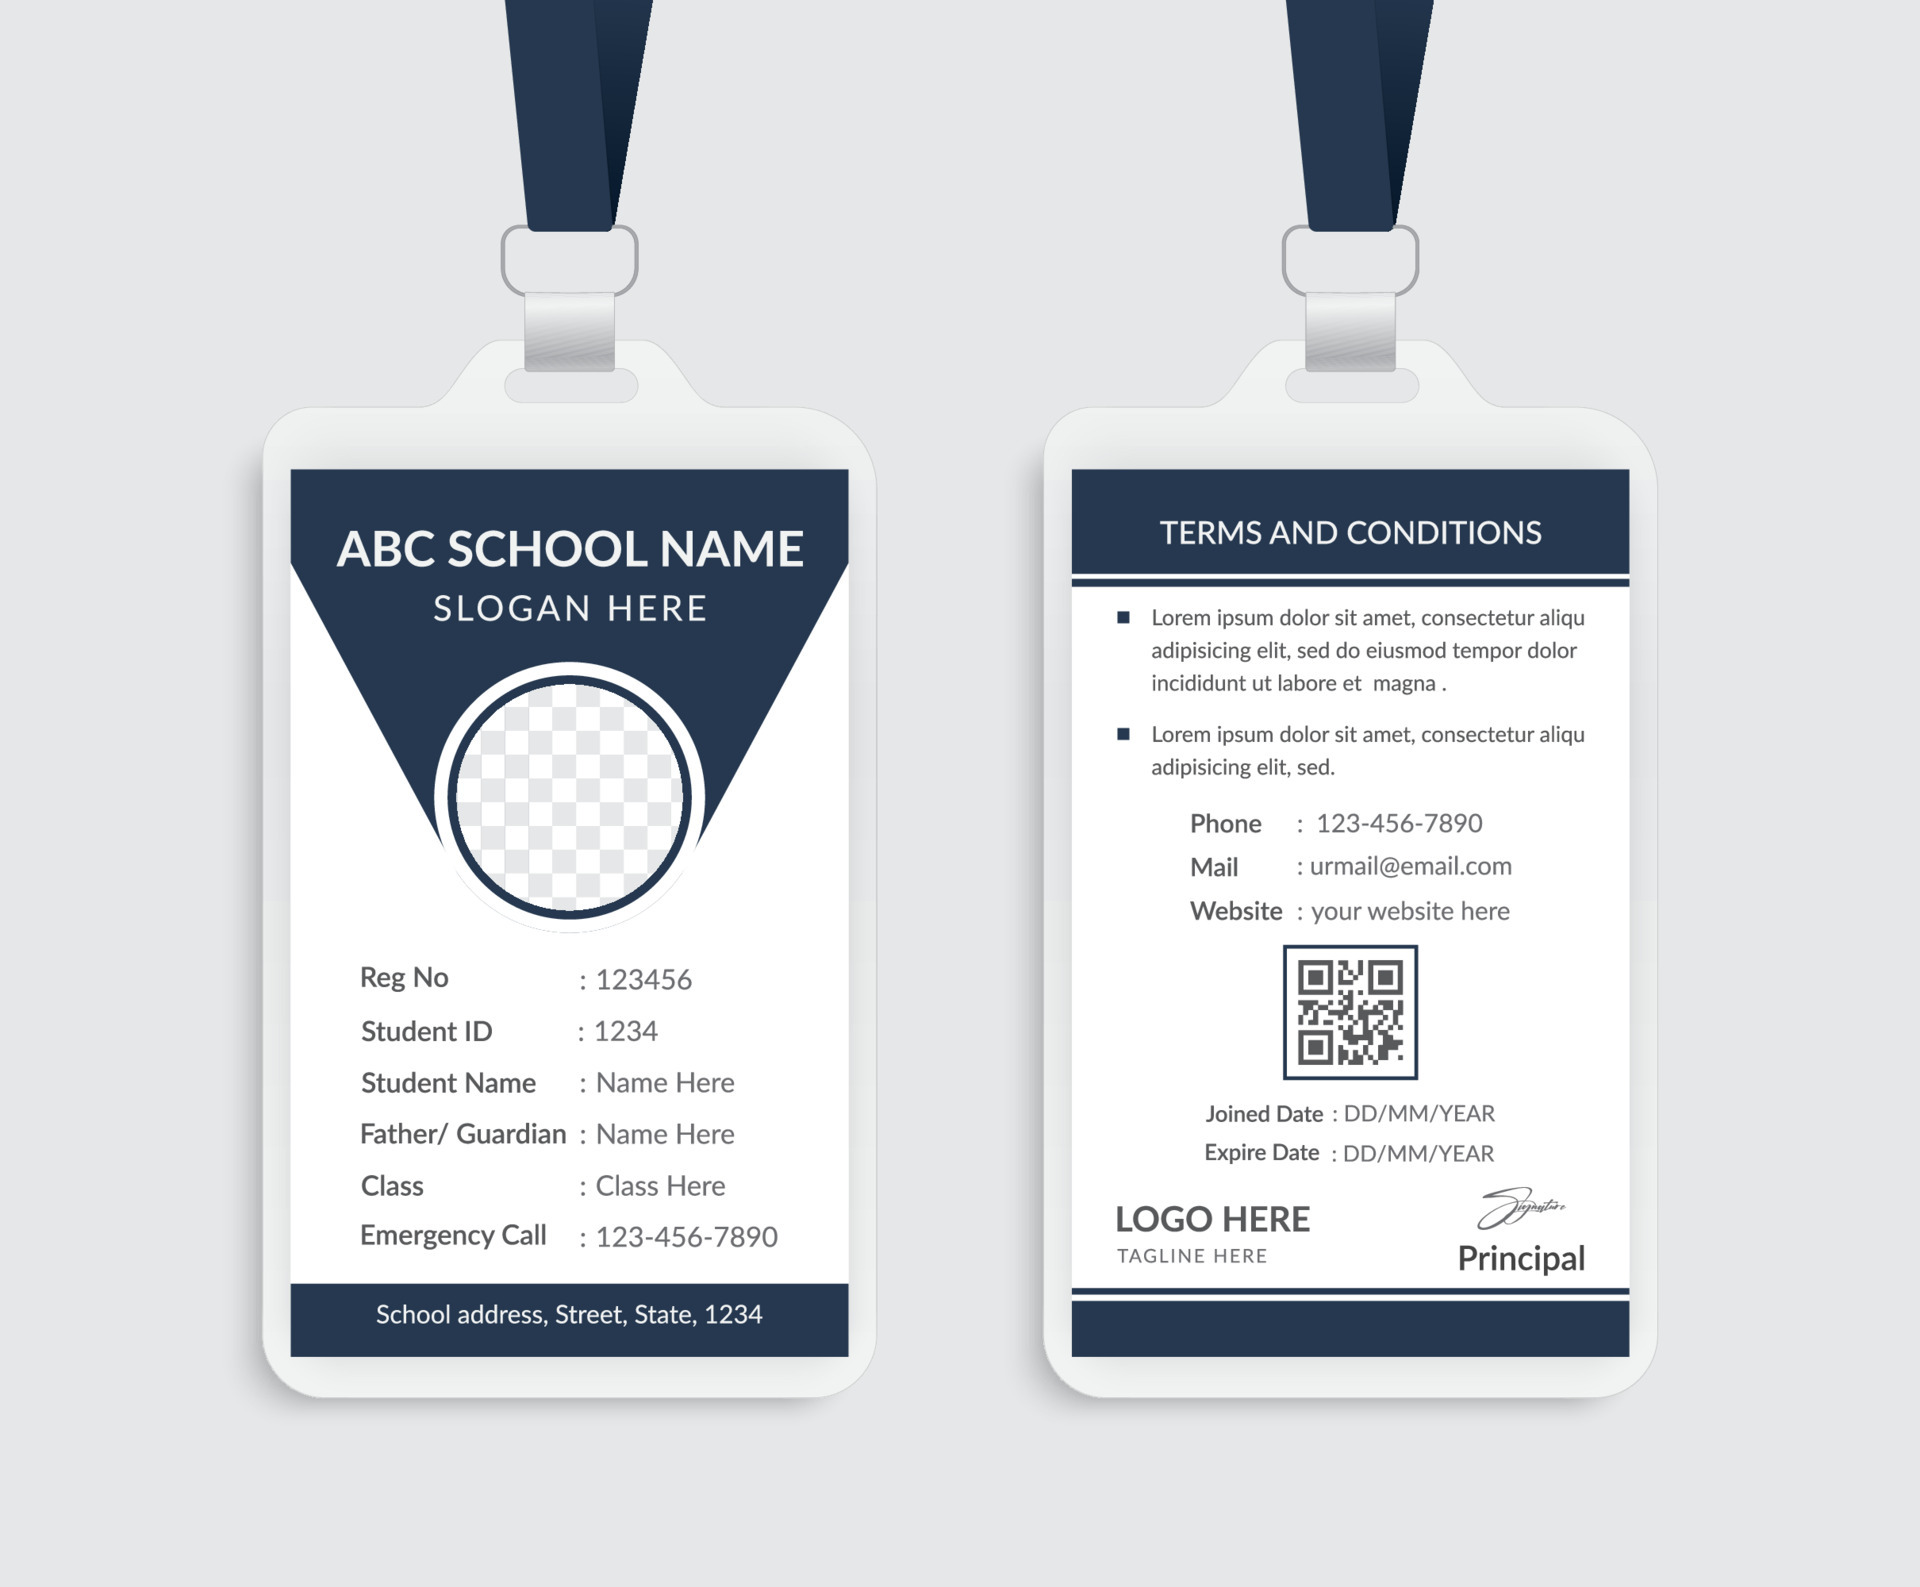 ABC SCHOOL NAME
SLOGAN HERE
Reg No : 123456
Student ID : 1234
Student Name : Name Here
Father/ Guardian : Name Here
Class : Class Here
Emergency Call : 123-456-7890
School address, Street, State, 1234
TERMS AND CONDITIONS
Lorem ipsum dolor sit amet, consectetur aliqu
adipisicing elit, sed do eiusmod tempor dolor
incididunt ut labore et  magna .
Lorem ipsum dolor sit amet, consectetur aliqu
adipisicing elit, sed.
Phone : 123-456-7890
Mail : urmail@email.com
Website : your website here
Joined Date : DD/MM/YEAR
Expire Date : DD/MM/YEAR
LOGO HERE
TAGLINE HERE
Signature
Principal